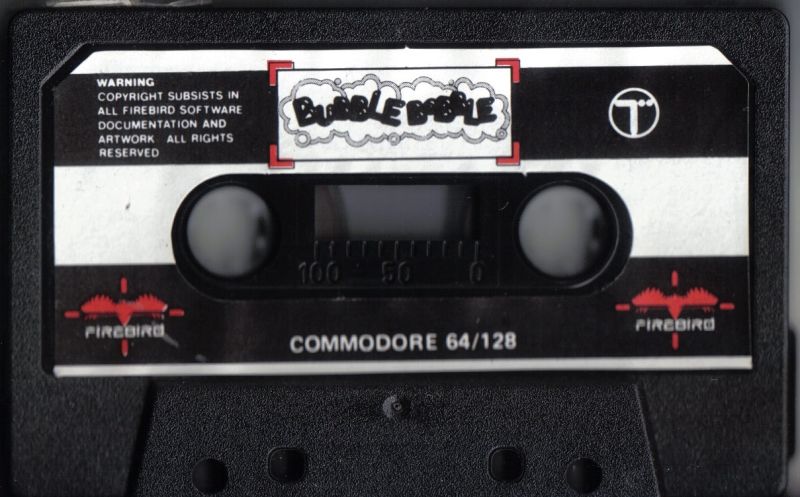 WARNING
COPYRIGHT SUBSISTS IN
ALL FIREBIRD SOFTWARE
DOCUMENTATION AND
ARTWORK ALL RIGHTS
RESERVED
BUBBLE BOBBLE
T
100 50 0
FIREBIRD
FIREBIRD
COMMODORE 64/128